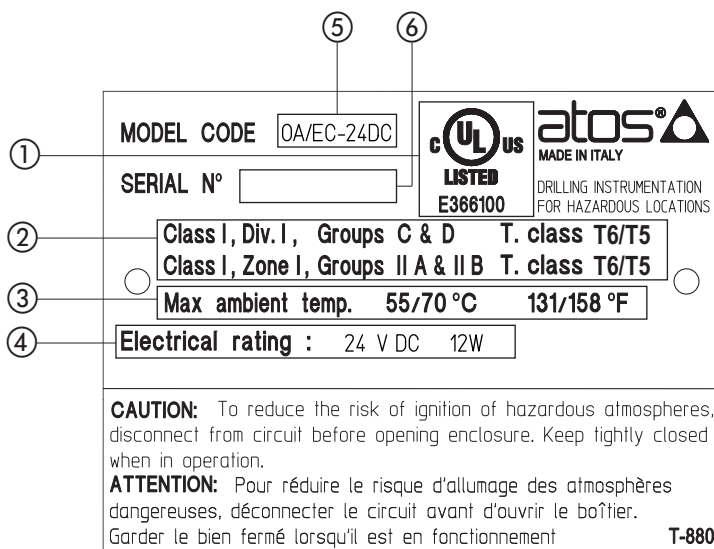 ⑤ ⑥
MODEL CODE 0A/EC-24DC
①
SERIAL N°
C UL US
LISTED
E366100
atos®
MADE IN ITALY
DRILLING INSTRUMENTATION
FOR HAZARDOUS LOCATIONS
② Class I, Div. I, Groups C & D T. class T6/T5
Class I, Zone I, Groups II A & II B T. class T6/T5
③ Max ambient temp. 55/70 °C 131/158 °F
④ Electrical rating : 24 V DC 12W
CAUTION: To reduce the risk of ignition of hazardous atmospheres,
disconnect from circuit before opening enclosure. Keep tightly closed
when in operation.
ATTENTION: Pour réduire le risque d'allumage des atmosphères
dangereuses, déconnecter le circuit avant d'ouvrir le boîtier.
Garder le bien fermé lorsqu'il est en fonctionnement T-880